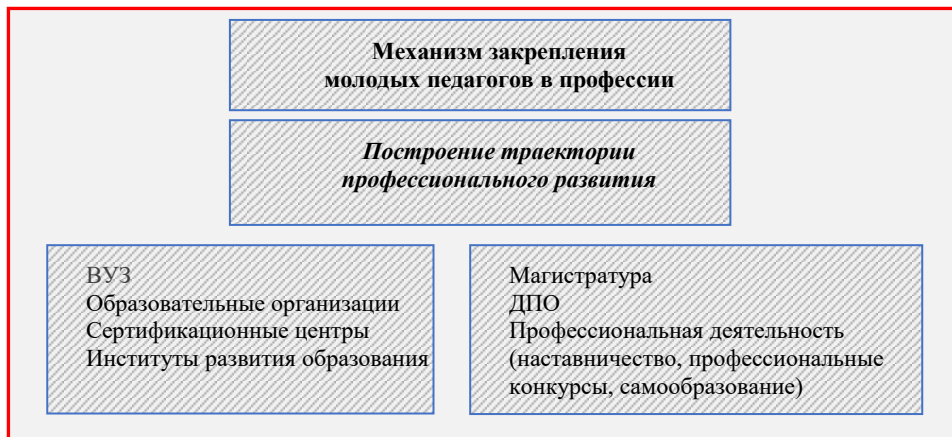 Механизм закрепления
молодых педагогов в профессии
Построение траектории
профессионального развития
ВУЗ
Образовательные организации
Сертификационные центры
Институты развития образования
Магистратура
ДПО
Профессиональная деятельность
(наставничество, профессиональные
конкурсы, самообразование)